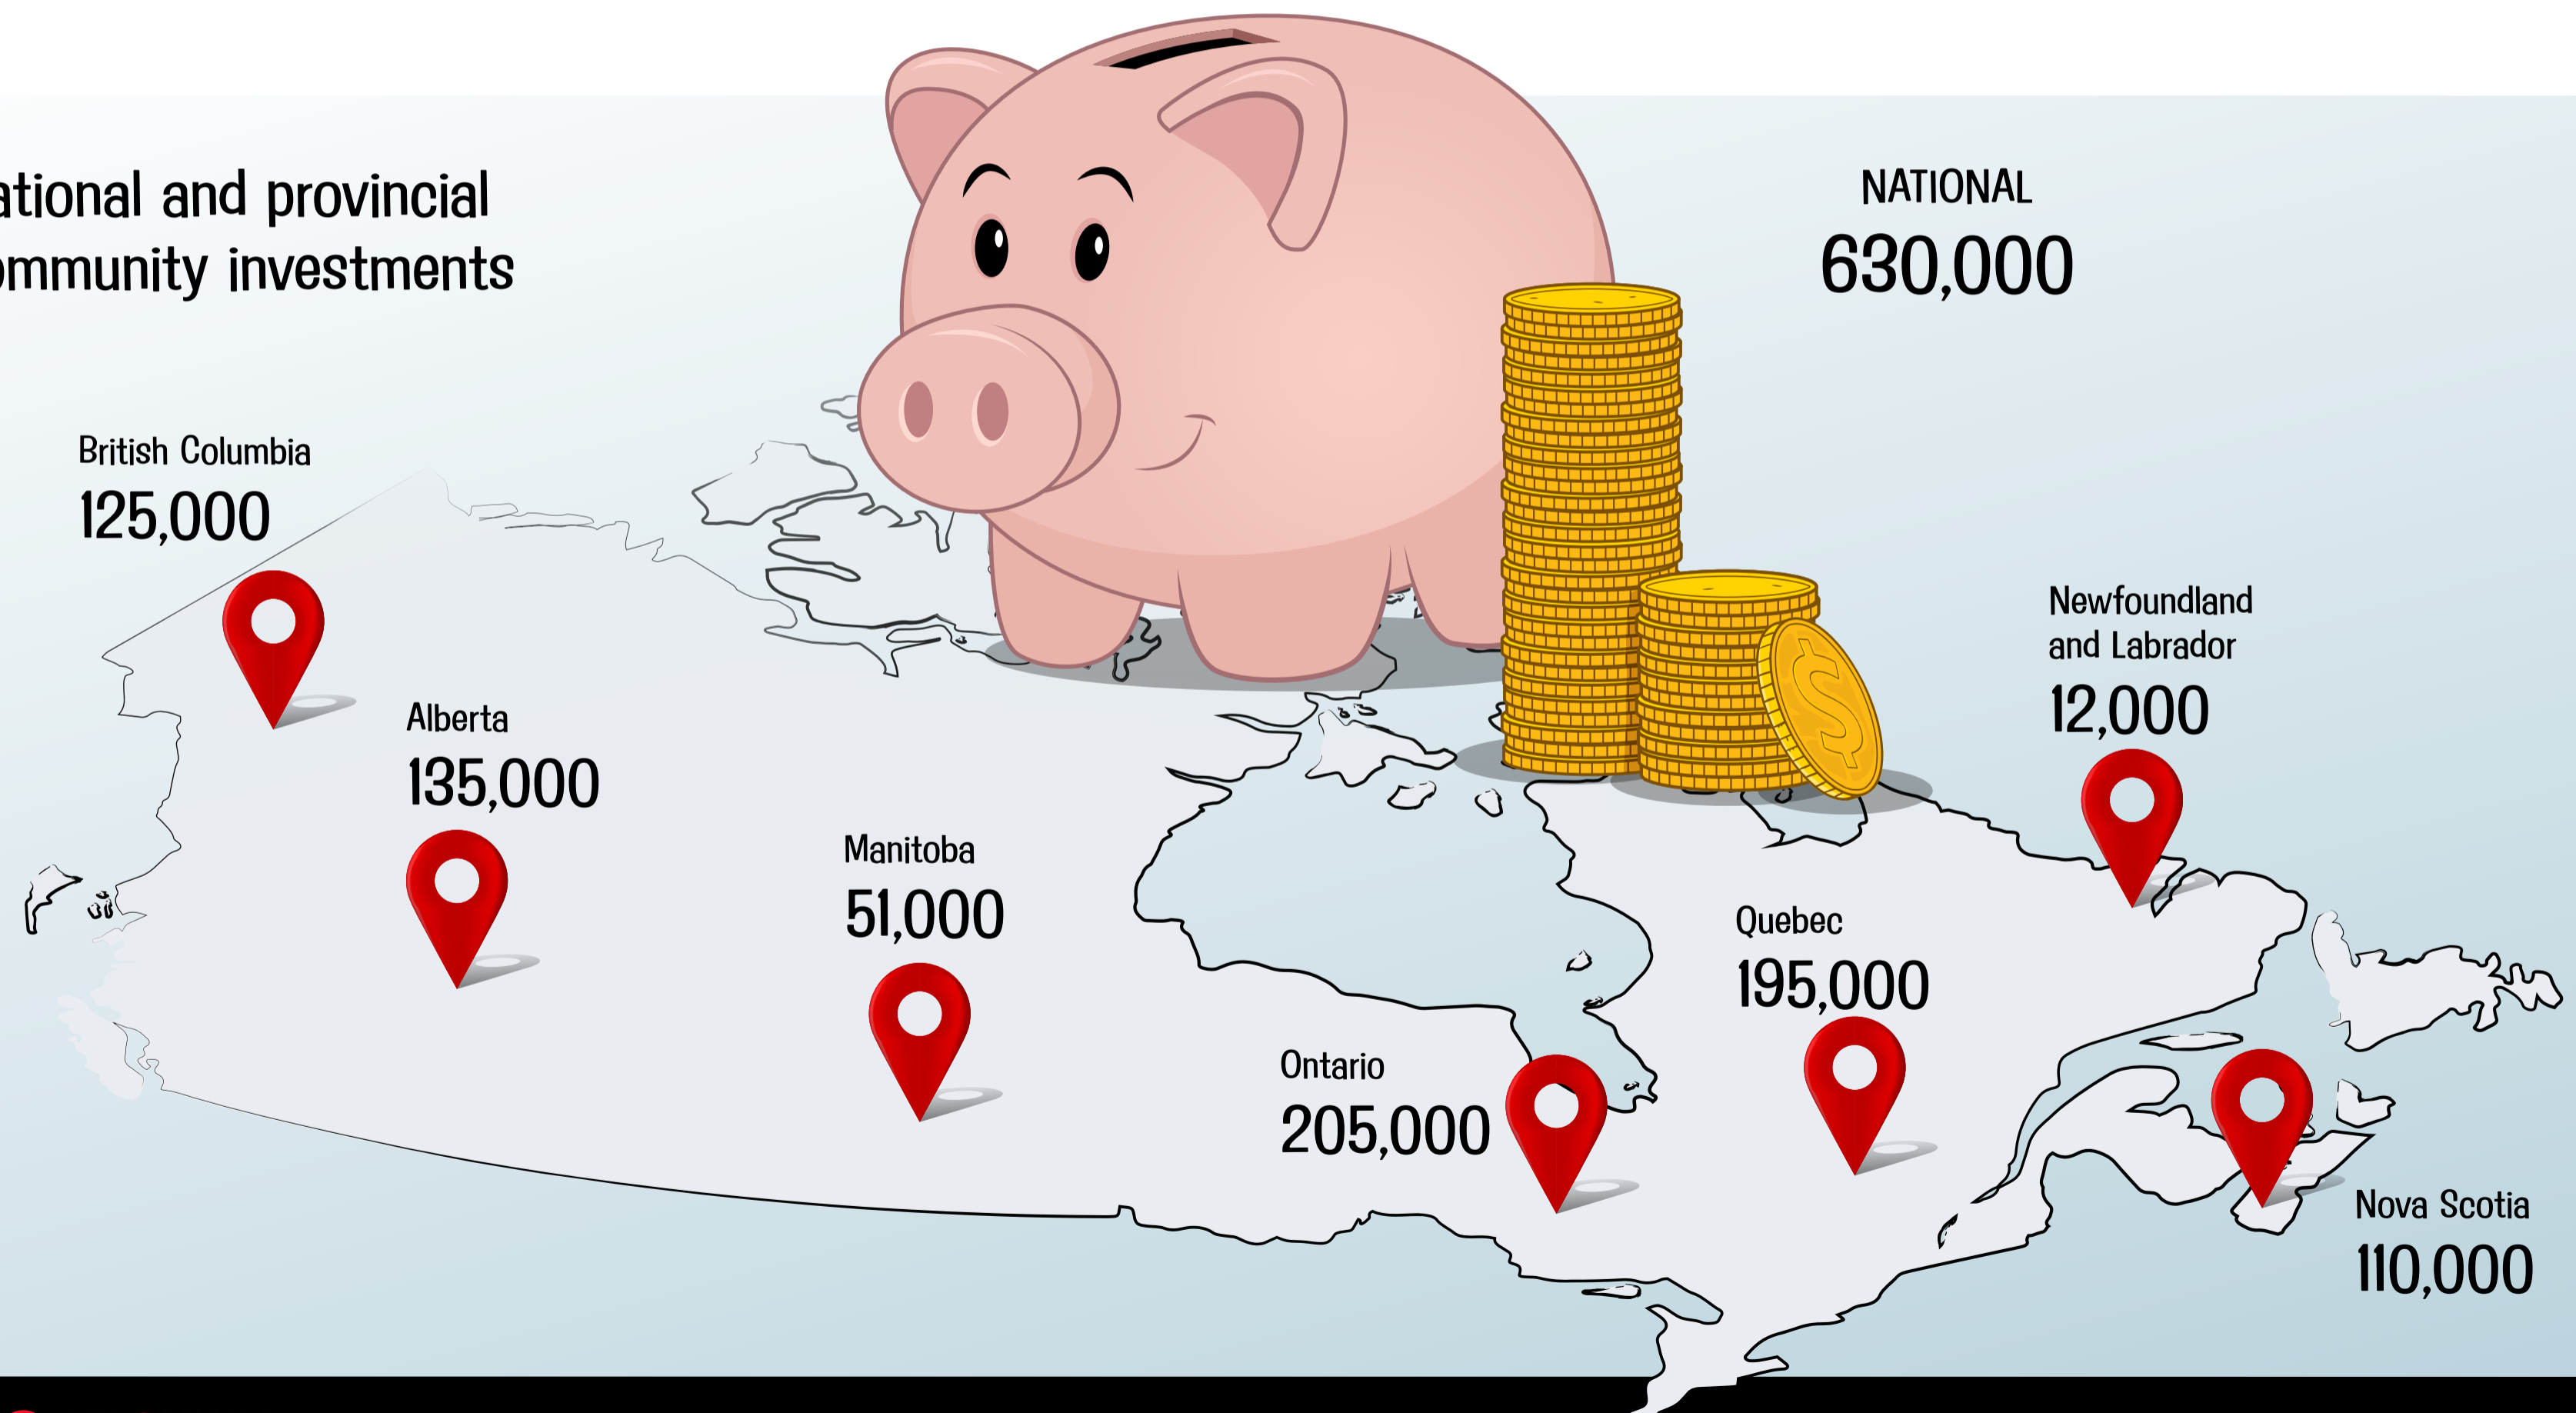 ational and provincial
ommunity investments
NATIONAL
630,000
British Columbia
125,000
Alberta
135,000
Manitoba
51,000
Ontario
205,000
Quebec
195,000
Newfoundland
and Labrador
12,000
Nova Scotia
110,000
$